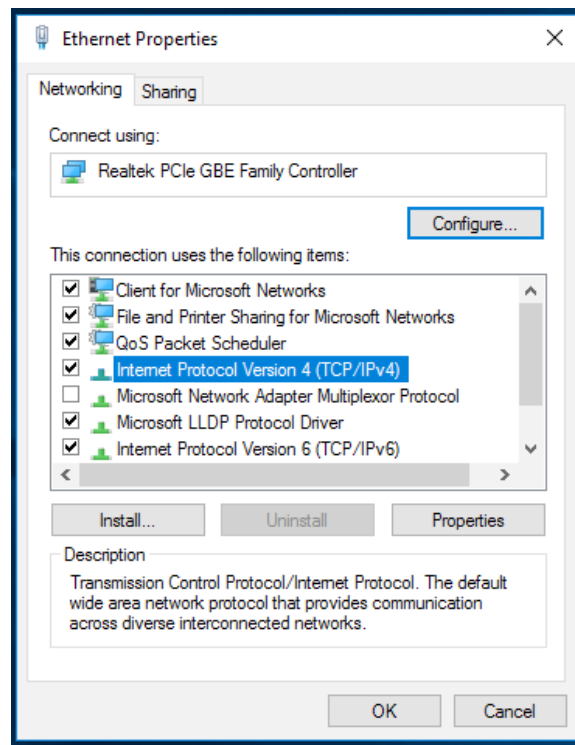 Ethernet Properties
Networking
Sharing
Connect using:
Realtek PCIe GBE Family Controller
Configure...
This connection uses the following items:
Client for Microsoft Networks
File and Printer Sharing for Microsoft Networks
QoS Packet Scheduler
Internet Protocol Version 4 (TCP/IPv4)
Microsoft Network Adapter Multiplexor Protocol
Microsoft LLDP Protocol Driver
Internet Protocol Version 6 (TCP/IPv6)
Install...
Uninstall
Properties
Description
Transmission Control Protocol/Internet Protocol. The default
wide area network protocol that provides communication
across diverse interconnected networks.
OK
Cancel